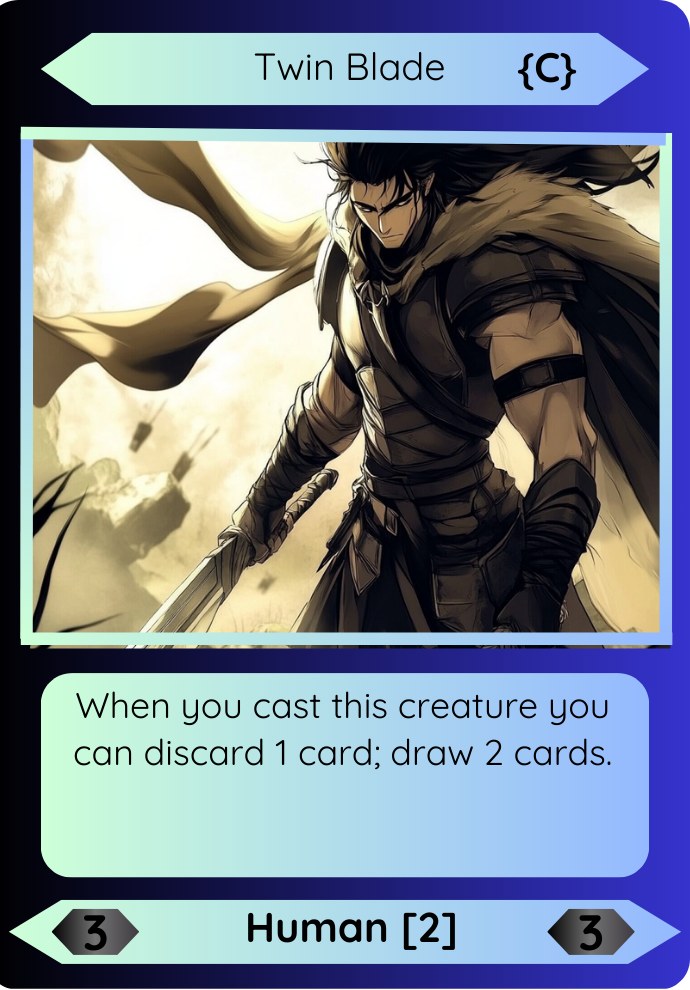 Twin Blade {C}
When you cast this creature you
can discard 1 card; draw 2 cards.
3 Human [2] 3